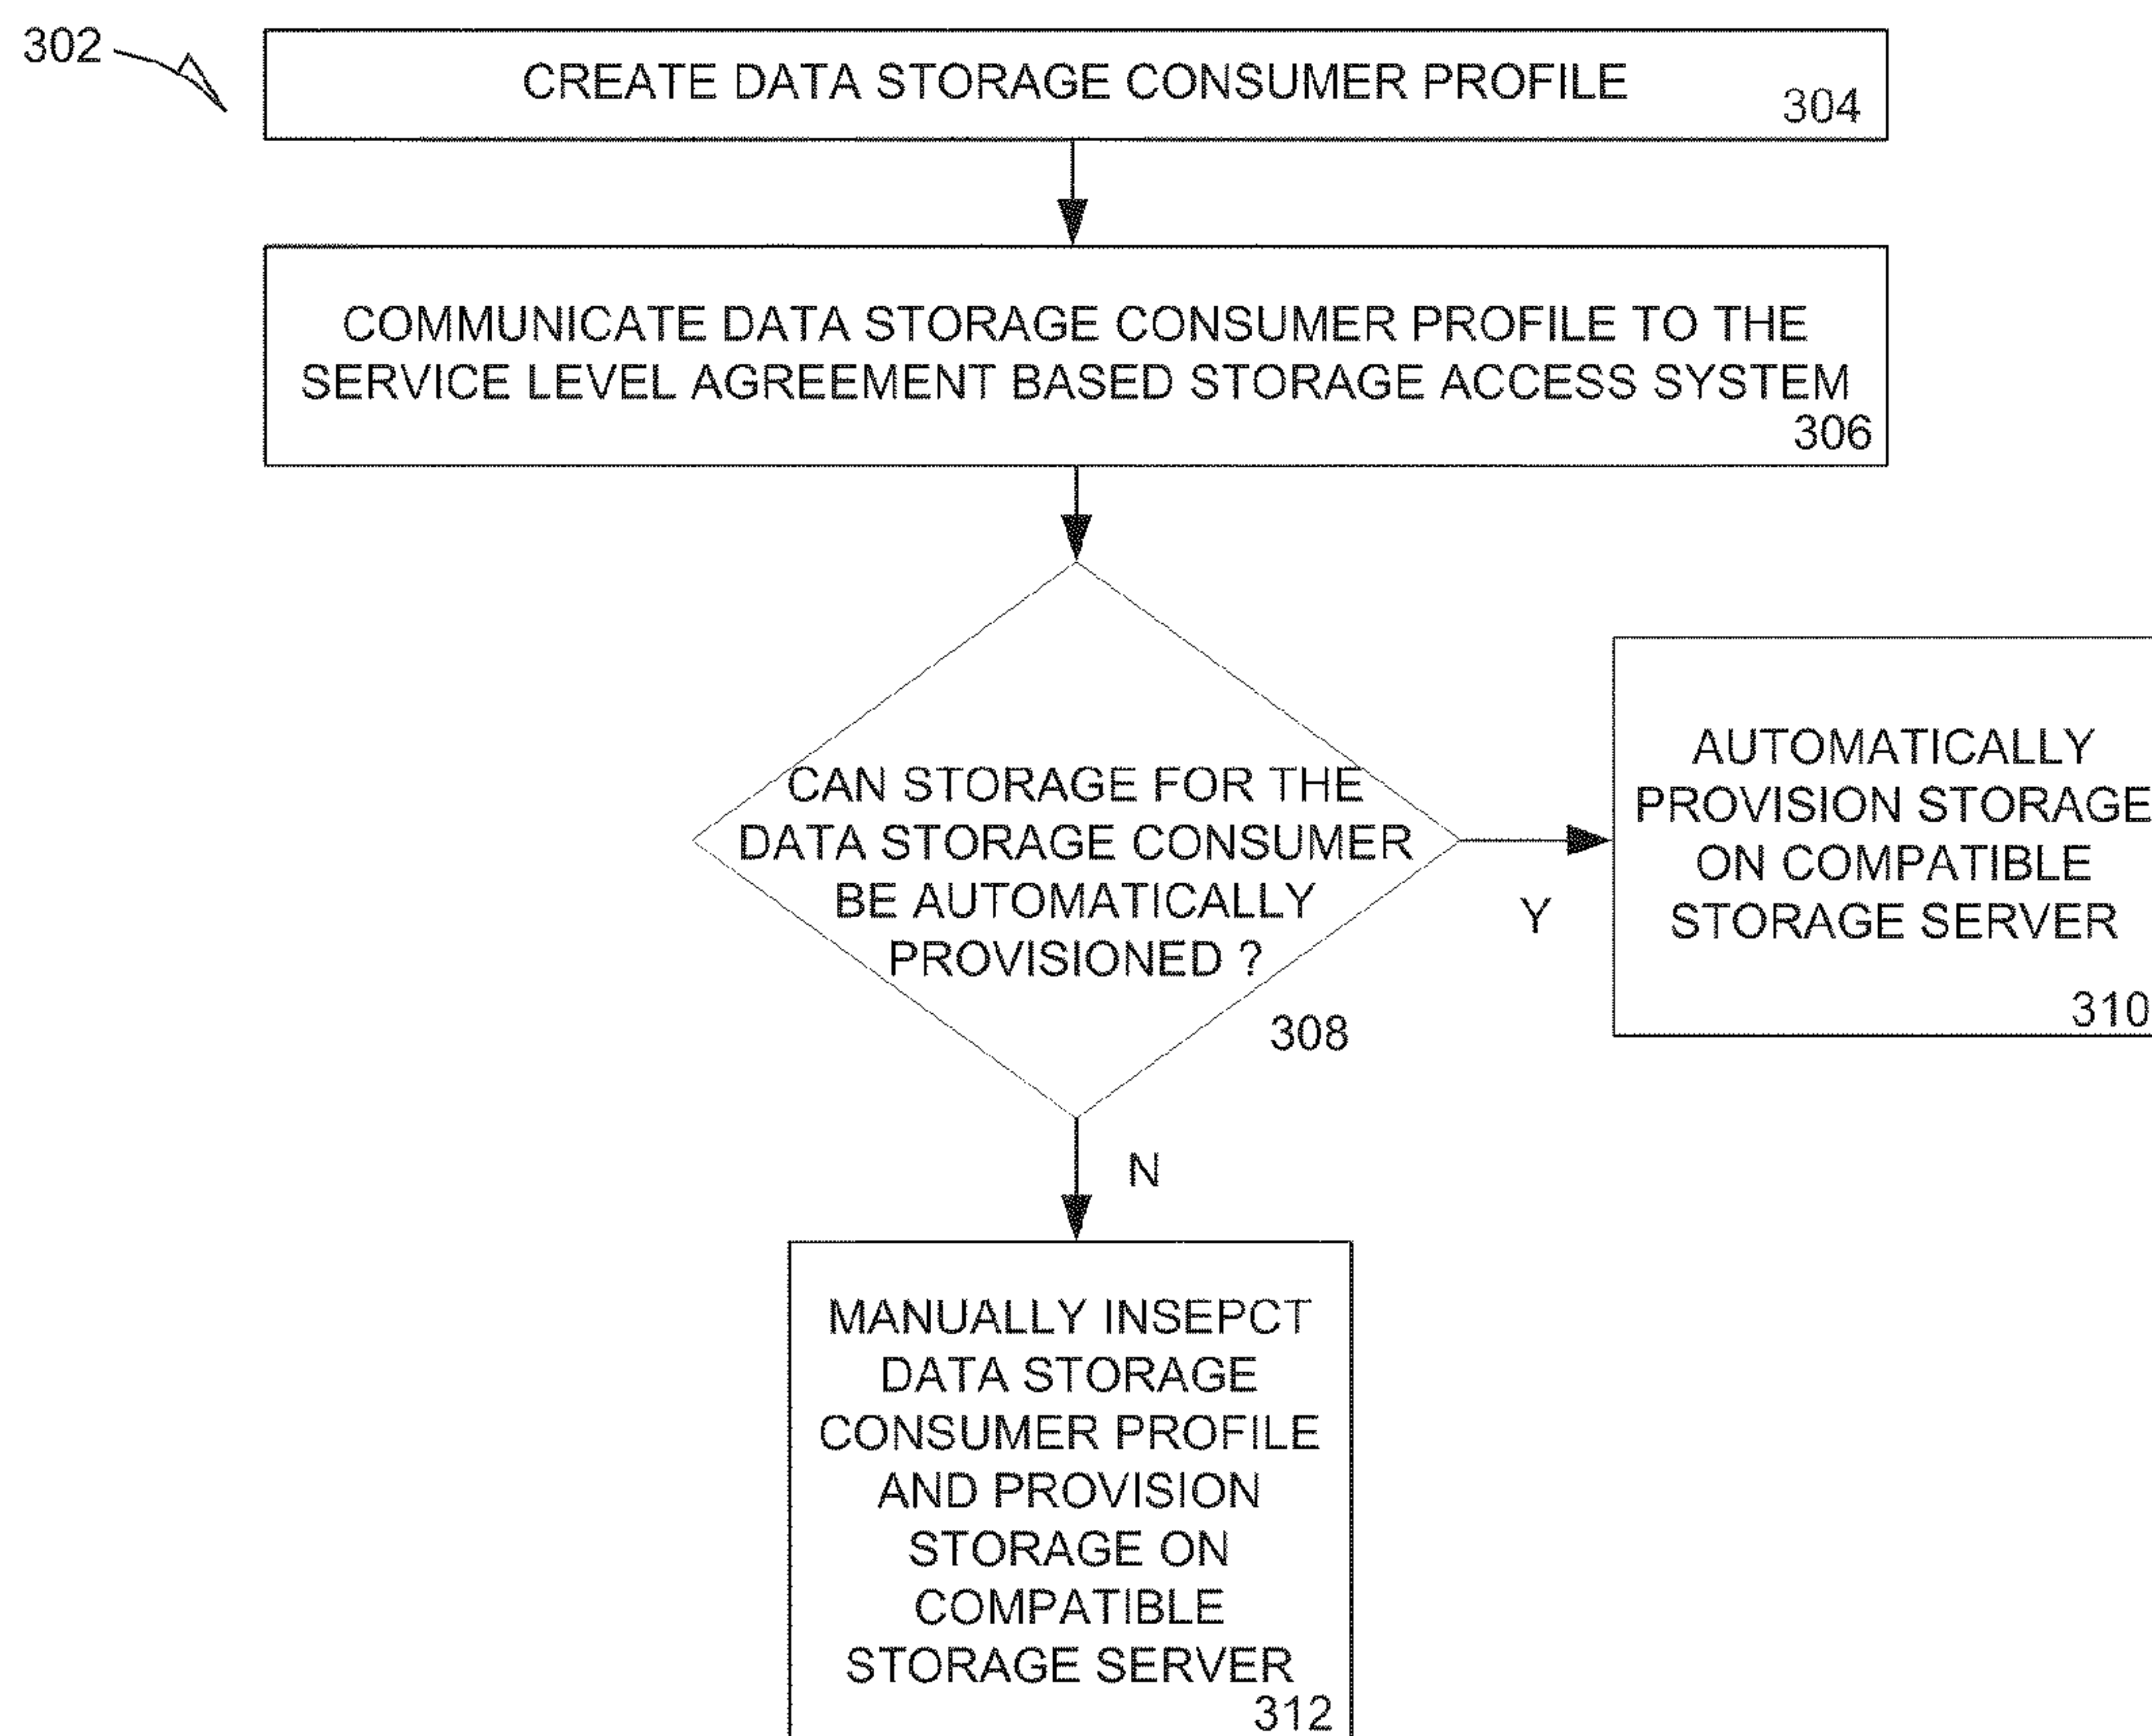 302
CREATE DATA STORAGE CONSUMER PROFILE
304
COMMUNICATE DATA STORAGE CONSUMER PROFILE TO THE
SERVICE LEVEL AGREEMENT BASED STORAGE ACCESS SYSTEM
306
CAN STORAGE FOR THE
DATA STORAGE CONSUMER
BE AUTOMATICALLY
PROVISIONED ?
308
Y
AUTOMATICALLY
PROVISION STORAGE
ON COMPATIBLE
STORAGE SERVER
310
N
MANUALLY INSEPCT
DATA STORAGE
CONSUMER PROFILE
AND PROVISION
STORAGE ON
COMPATIBLE
STORAGE SERVER
312